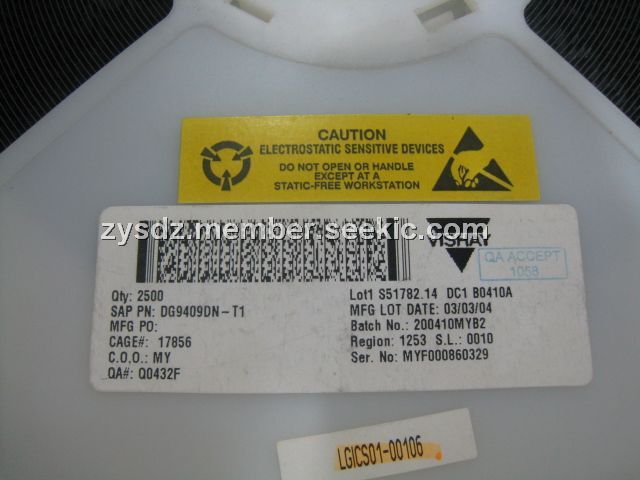 CAUTION
ELECTROSTATIC SENSITIVE DEVICES
DO NOT OPEN OR HANDLE
EXCEPT AT A
STATIC-FREE WORKSTATION
zysdz.member.seekic.com
VISHAY
QA ACCEPT
1058
Qty: 2500
SAP PN: DG9409DN-T1
MFG PO:
CAGE#: 17856
C.O.O.: MY
QA#: Q0432F
Lot1 S51782.14 DC1 B0410A
MFG LOT DATE: 03/03/04
Batch No.: 200410MYB2
Region: 1253 S.L.: 0010
Ser. No: MYF000860329
LGICS01-00106